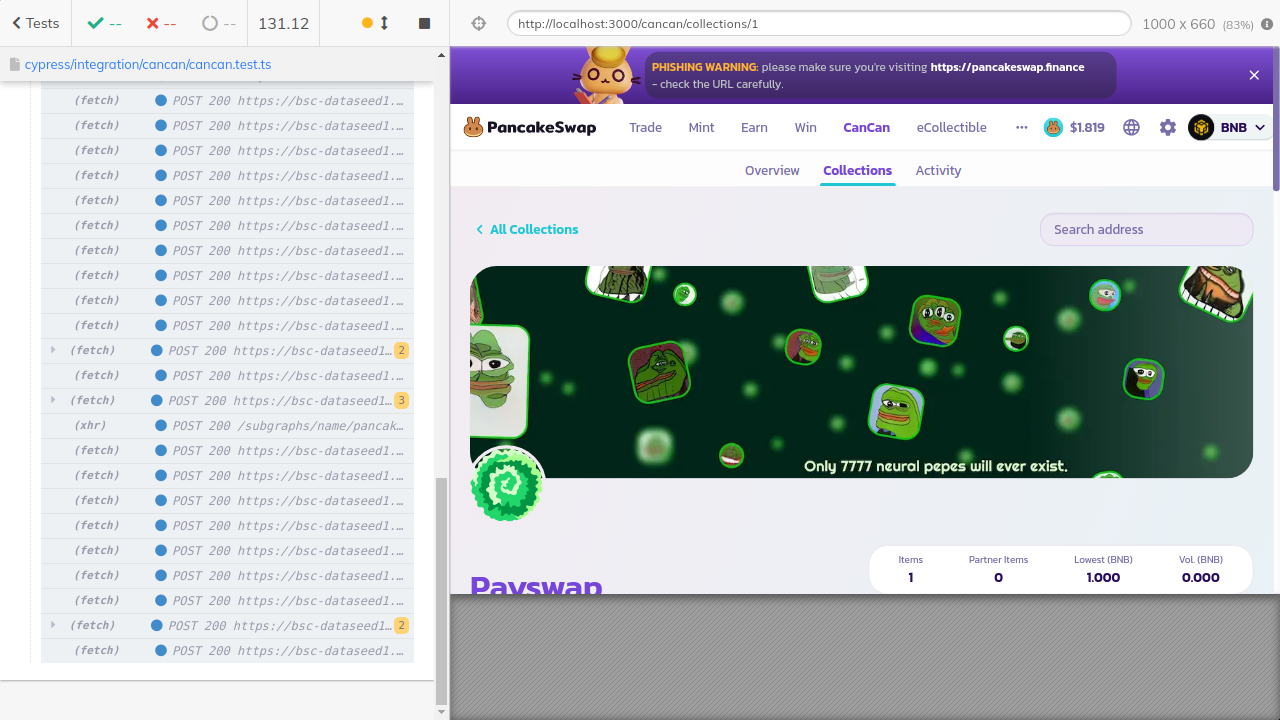 Tests
--
--
--
131.12
http://localhost:3000/cancan/collections/1
1000 x 660 (83%)
cypress/integration/cancan/cancan.test.ts
(fetch) POST 200 https://bsc-dataseed1.…
(fetch) POST 200 https://bsc-dataseed1.…
(fetch) POST 200 https://bsc-dataseed1.…
(fetch) POST 200 https://bsc-dataseed1.…
(fetch) POST 200 https://bsc-dataseed1.…
(fetch) POST 200 https://bsc-dataseed1.…
(fetch) POST 200 https://bsc-dataseed1.…
(fetch) POST 200 https://bsc-dataseed1.…
(fetch) POST 200 https://bsc-dataseed1.…
(fetch) POST 200 https://bsc-dataseed1.…
(fetch) POST 200 https://bsc-dataseed1… 2
(fetch) POST 200 https://bsc-dataseed1.…
(fetch) POST 200 https://bsc-dataseed1… 3
(xhr) POST 200 /subgraphs/name/pancak…
(fetch) POST 200 https://bsc-dataseed1.…
(fetch) POST 200 https://bsc-dataseed1.…
(fetch) POST 200 https://bsc-dataseed1.…
(fetch) POST 200 https://bsc-dataseed1.…
(fetch) POST 200 https://bsc-dataseed1.…
(fetch) POST 200 https://bsc-dataseed1.…
(fetch) POST 200 https://bsc-dataseed1.…
(fetch) POST 200 https://bsc-dataseed1… 2
(fetch) POST 200 https://bsc-dataseed1.…
PHISHING WARNING: please make sure you're visiting https://pancakeswap.finance
- check the URL carefully.
PancakeSwap
Trade
Mint
Earn
Win
CanCan
eCollectible
$1.819
BNB
Overview
Collections
Activity
All Collections
Search address
Only 7777 neural pepes will ever exist.
Items
Partner Items
Lowest (BNB)
Vol. (BNB)
1
0
1.000
0.000
Payswap